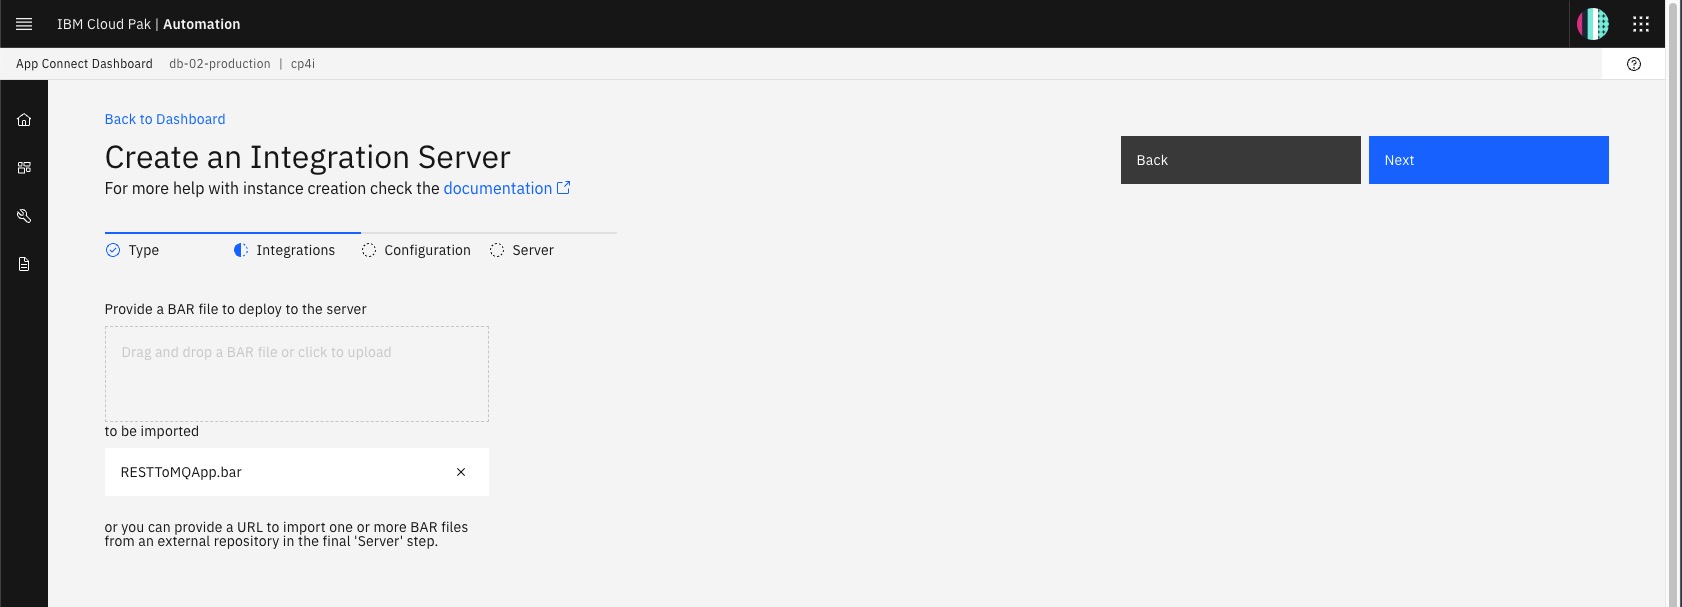 IBM Cloud Pak | Automation
App Connect Dashboard db-02-production | cp4i
Back to Dashboard
Create an Integration Server
For more help with instance creation check the documentation
Back
Next
Type
Integrations
Configuration
Server
Provide a BAR file to deploy to the server
Drag and drop a BAR file or click to upload
to be imported
RESTToMQApp.bar
or you can provide a URL to import one or more BAR files
from an external repository in the final 'Server' step.